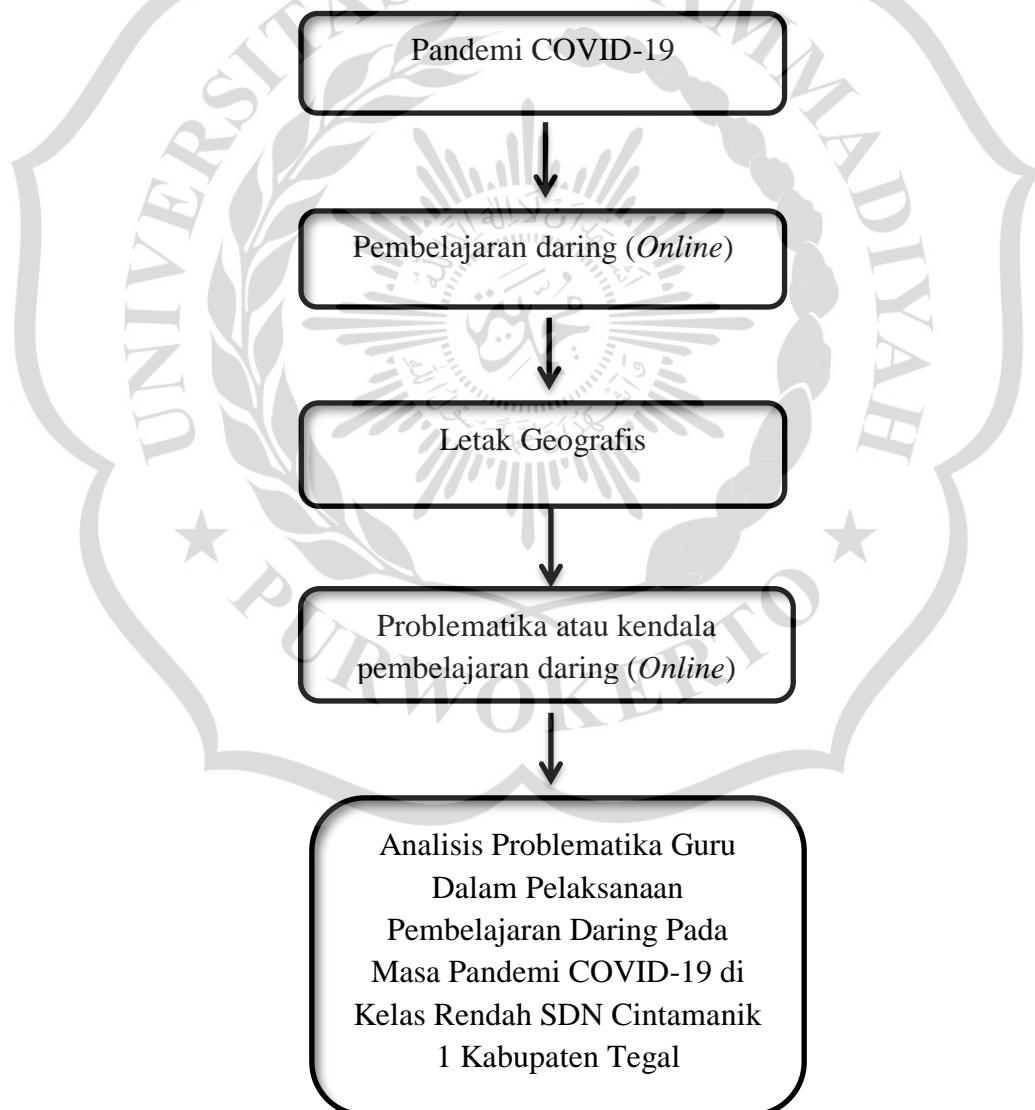 Pandemi COVID-19
Pembelajaran daring (Online)
Letak Geografis
Problematika atau kendala
pembelajaran daring (Online)
Analisis Problematika Guru
Dalam Pelaksanaan
Pembelajaran Daring Pada
Masa Pandemi COVID-19 di
Kelas Rendah SDN Cintamanik
1 Kabupaten Tegal
PURWOKERTO